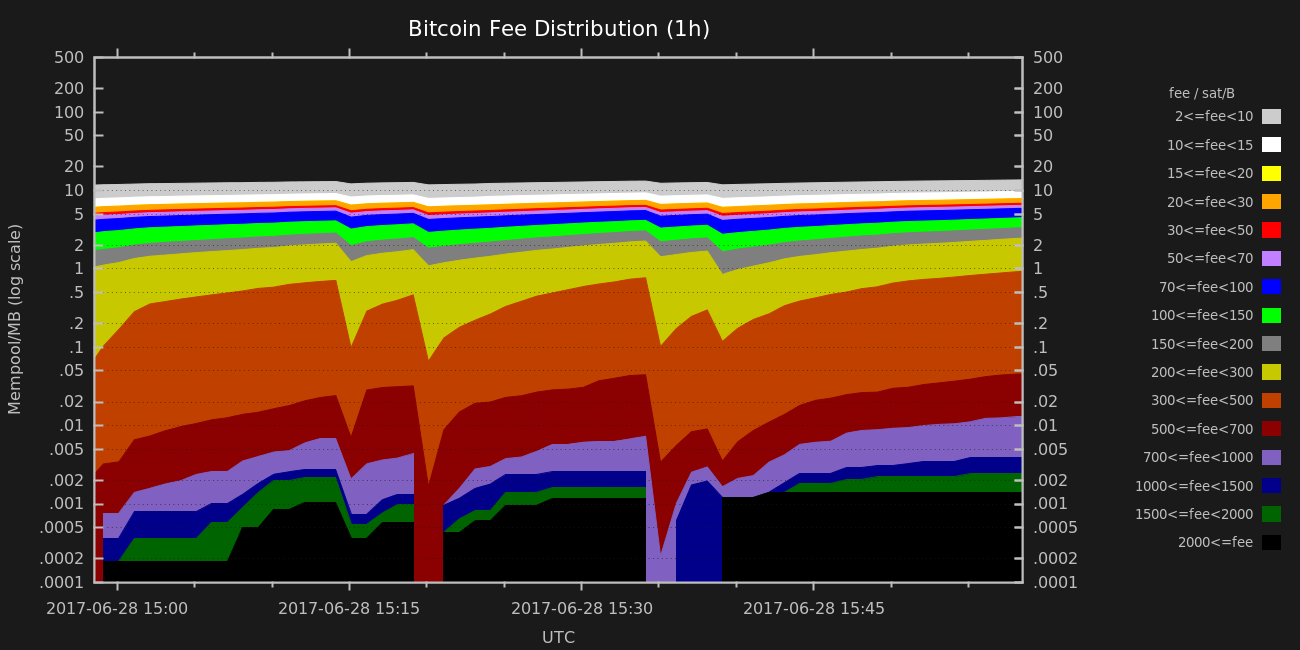 Bitcoin Fee Distribution (1h)
500
200
100
50
20
10
5
2
1
.5
.2
.1
.05
.02
.01
.005
.002
.001
.0005
.0002
.0001
Mempool/MB (log scale)
500
200
100
50
20
10
5
2
1
.5
.2
.1
.05
.02
.01
.005
.002
.001
.0005
.0002
.0001
2017-06-28 15:00
2017-06-28 15:15
2017-06-28 15:30
2017-06-28 15:45
UTC
fee / sat/B
2<=fee<10
10<=fee<15
15<=fee<20
20<=fee<30
30<=fee<50
50<=fee<70
70<=fee<100
100<=fee<150
150<=fee<200
200<=fee<300
300<=fee<500
500<=fee<700
700<=fee<1000
1000<=fee<1500
1500<=fee<2000
2000<=fee